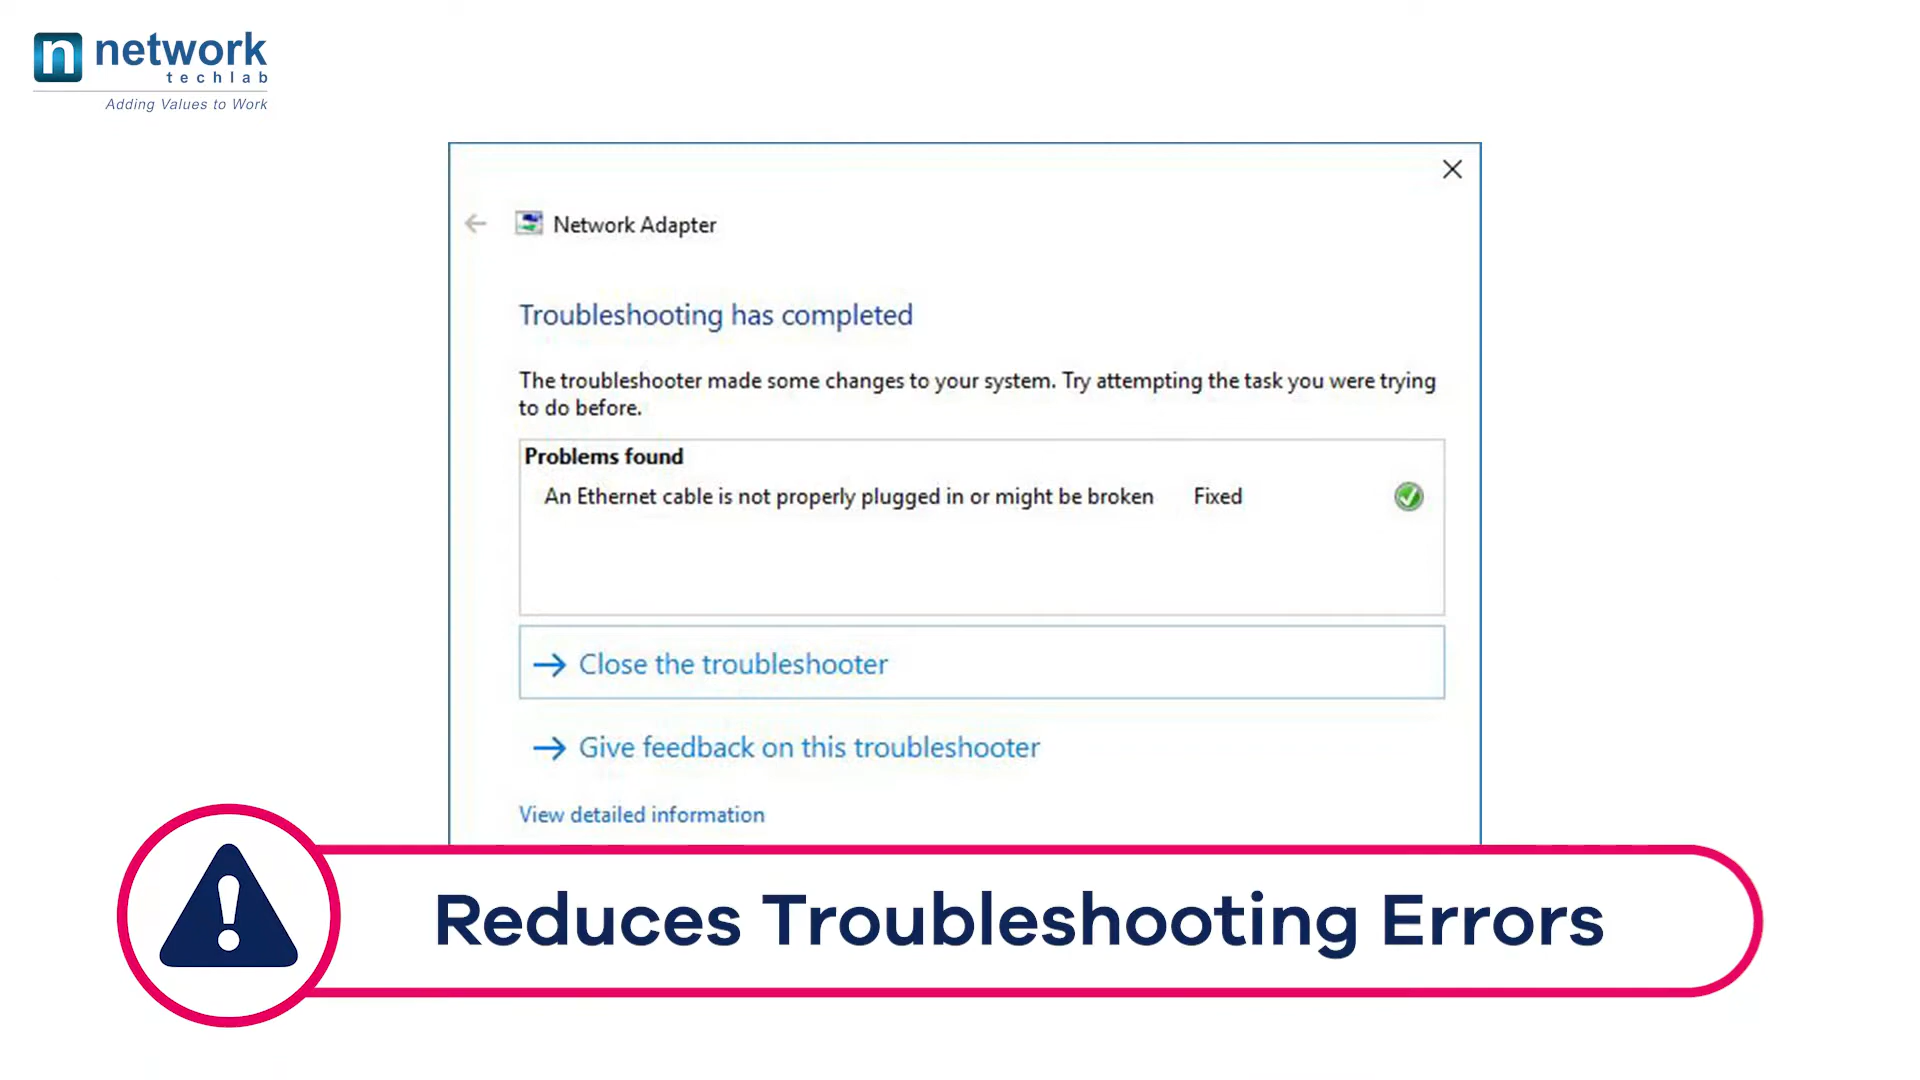 n network
techlab
Adding Values to Work
Network Adapter
Troubleshooting has completed
The troubleshooter made some changes to your system. Try attempting the task you were trying
to do before.
Problems found
An Ethernet cable is not properly plugged in or might be broken Fixed
Close the troubleshooter
Give feedback on this troubleshooter
View detailed information
Reduces Troubleshooting Errors